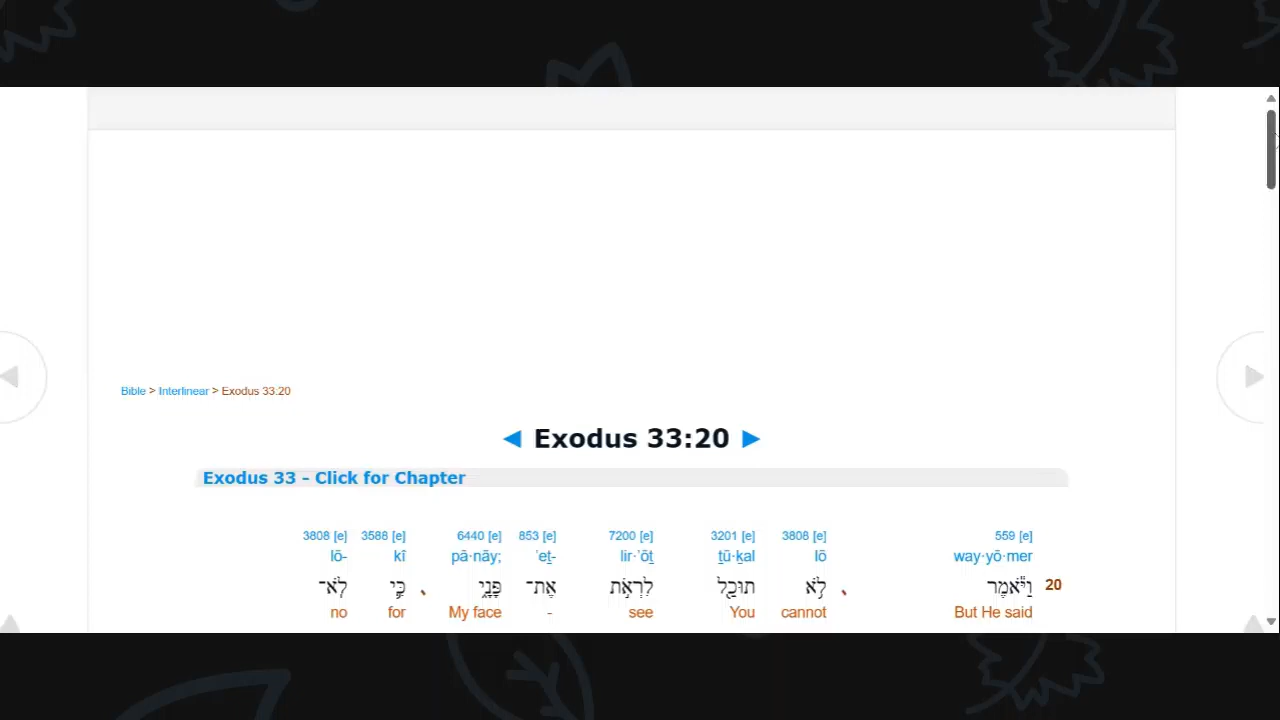 Bible > Interlinear > Exodus 33:20
◄ Exodus 33:20 ►
Exodus 33 - Click for Chapter
3808 [e] 3588 [e] 6440 [e] 853 [e] 7200 [e] 3201 [e] 3808 [e] 559 [e]
lō- kî pā·nāy; ’eṯ- lir·’ōṯ ṯū·ḵal lō way·yō·mer
20 וַיֹּ֕אמֶר ، לֹ֥א תוּכַ֖ל לִרְאֹ֣ת אֶת־ פָּנָ֑י ، כִּ֛י לֹֽא־
no for My face - see You cannot But He said